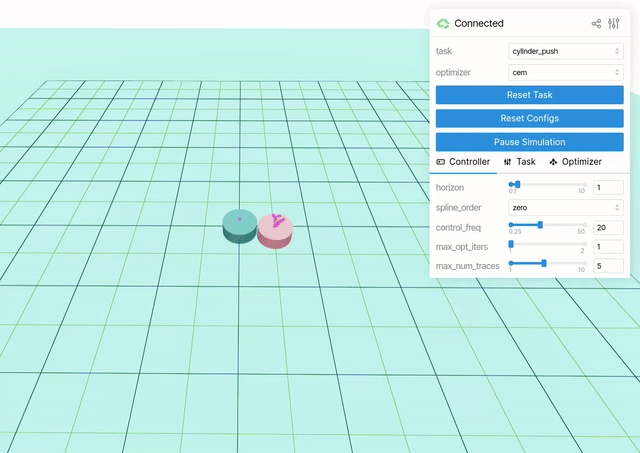 Connected
task cylinder_push
optimizer cem
Reset Task
Reset Configs
Pause Simulation
Controller Task Optimizer
horizon 1
0.1 10
spline_order zero
control_freq 20
0.25 50
max_opt_iters 1
1 2
max_num_traces 5
1 10